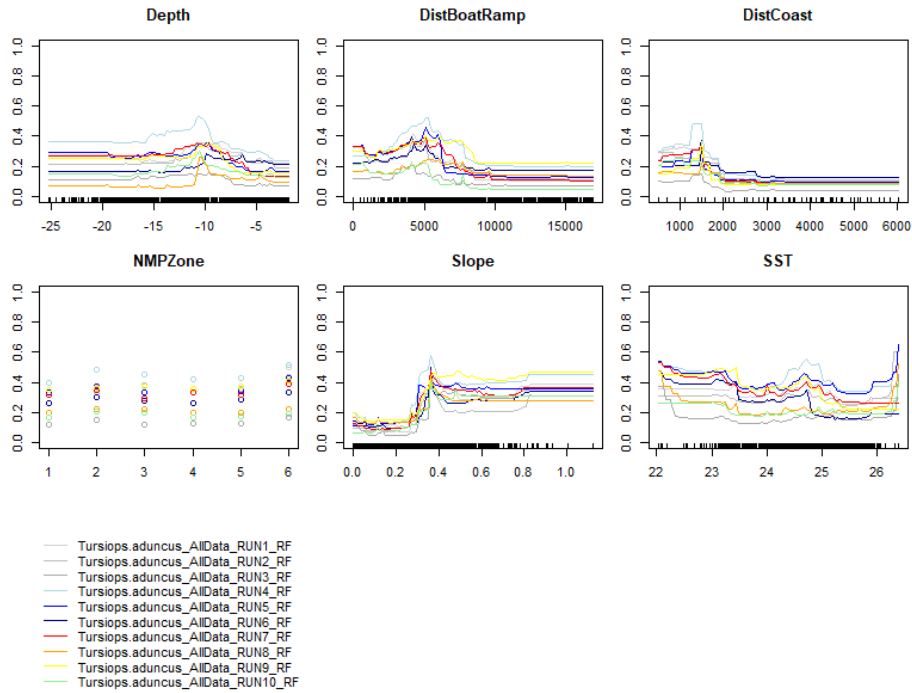 Depth DistBoatRamp DistCoast
0.0 0.2 0.4 0.6 0.8 1.0 0.0 0.2 0.4 0.6 0.8 1.0 0.0 0.2 0.4 0.6 0.8 1.0
-25 -20 -15 -10 -5 0 5000 10000 15000 1000 2000 3000 4000 5000 6000
NMPZone Slope SST
0.0 0.2 0.4 0.6 0.8 1.0 0.0 0.2 0.4 0.6 0.8 1.0 0.0 0.2 0.4 0.6 0.8 1.0
1 2 3 4 5 6 0.0 0.2 0.4 0.6 0.8 1.0 22 23 24 25 26
Tursiops.aduncus_AllData_RUN1_RF
Tursiops.aduncus_AllData_RUN2_RF
Tursiops.aduncus_AllData_RUN3_RF
Tursiops.aduncus_AllData_RUN4_RF
Tursiops.aduncus_AllData_RUN5_RF
Tursiops.aduncus_AllData_RUN6_RF
Tursiops.aduncus_AllData_RUN7_RF
Tursiops.aduncus_AllData_RUN8_RF
Tursiops.aduncus_AllData_RUN9_RF
Tursiops.aduncus_AllData_RUN10_RF